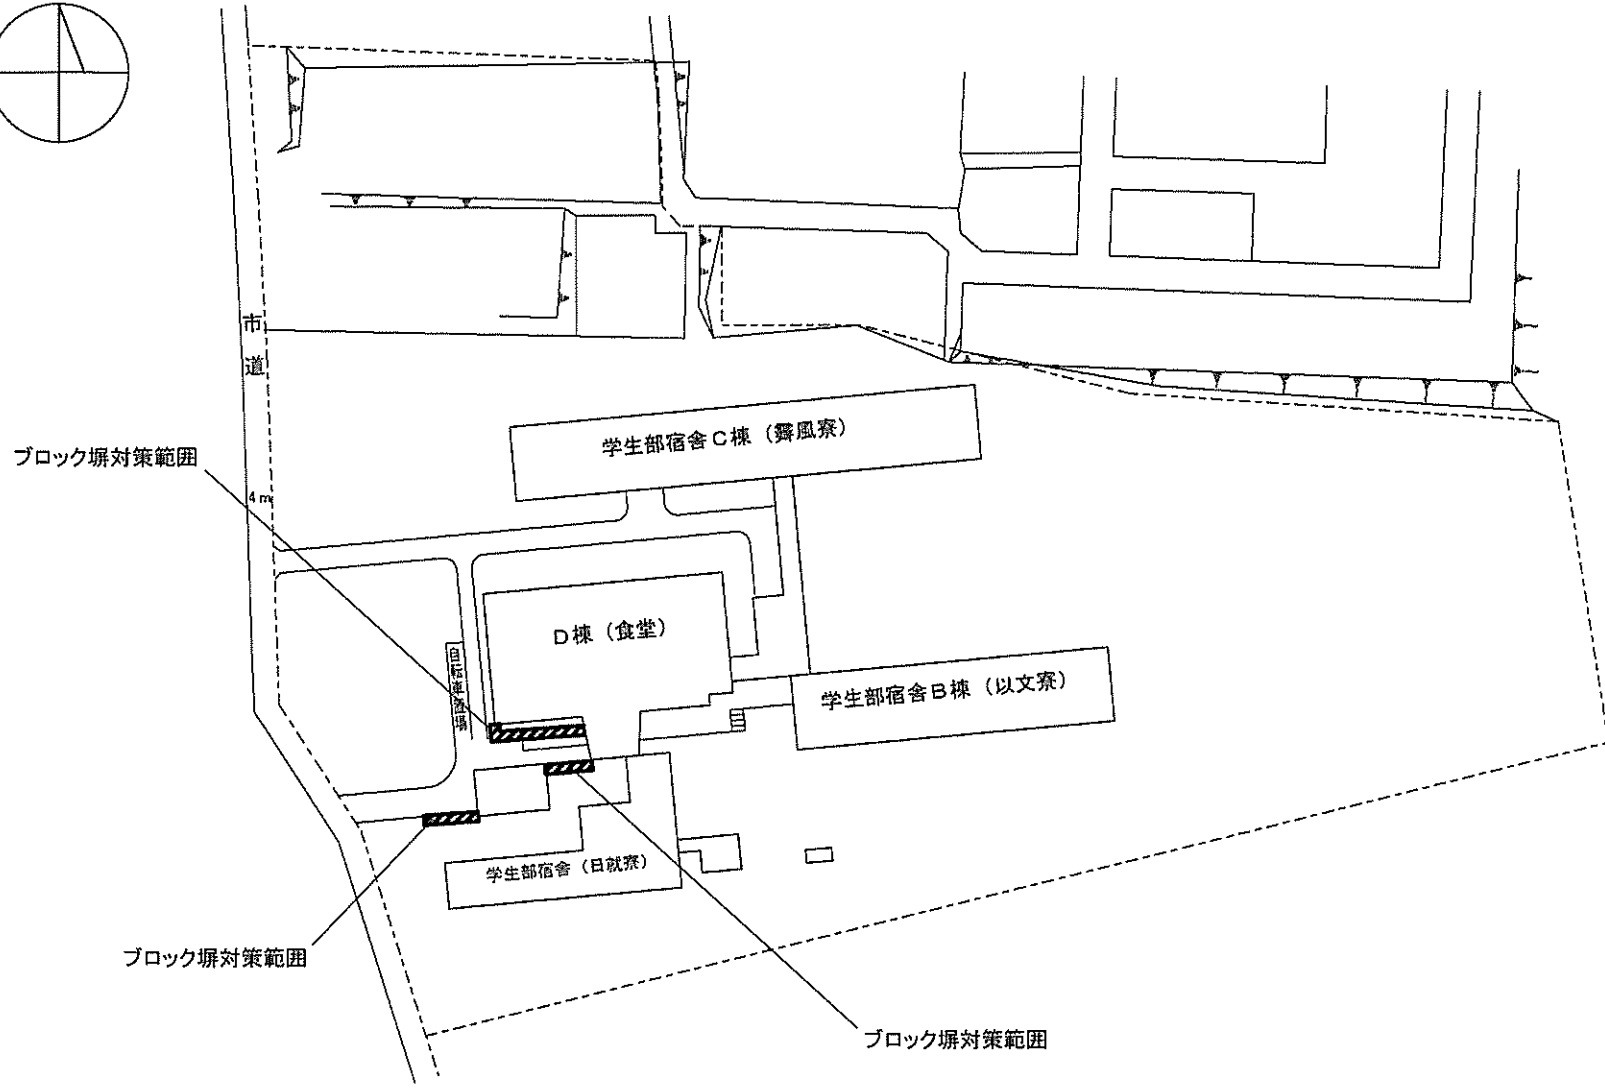 市道
学生部宿舎C棟（霽風寮）
ブロック塀対策範囲
4m
D棟（食堂）
自転車置場
学生部宿舎B棟（以文寮）
学生部宿舎（日就寮）
ブロック塀対策範囲
ブロック塀対策範囲